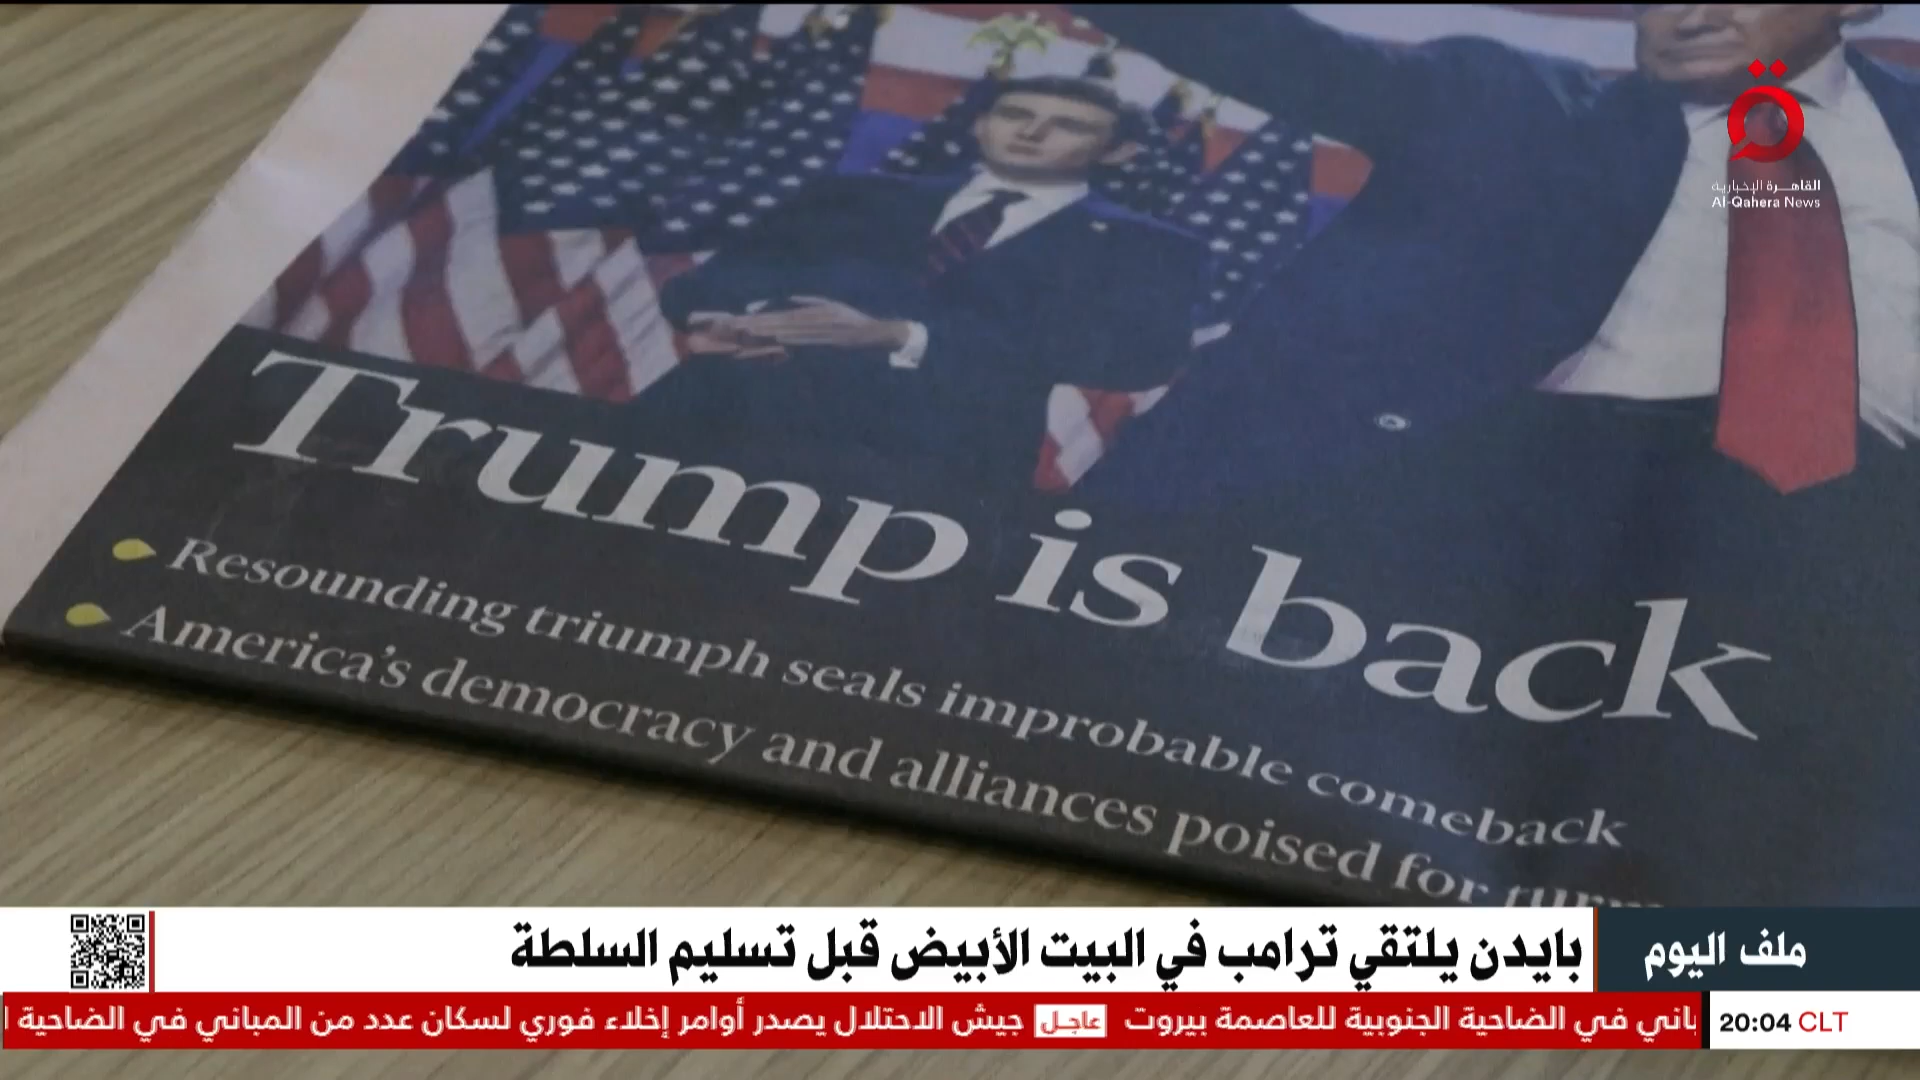 القاهرة الإخبارية
Al-Qahera News
Trump is back
Resounding triumph seals improbable comeback
America's democracy and alliances poised for
ملف اليوم
بايدن يلتقي ترامب في البيت الأبيض قبل تسليم السلطة
20:04 CLT
في الضاحية الجنوبية للعاصمة بيروت عاجل جيش الاحتلال يصدر أوامر إخلاء فوري لسكان عدد من المباني في الضاحية